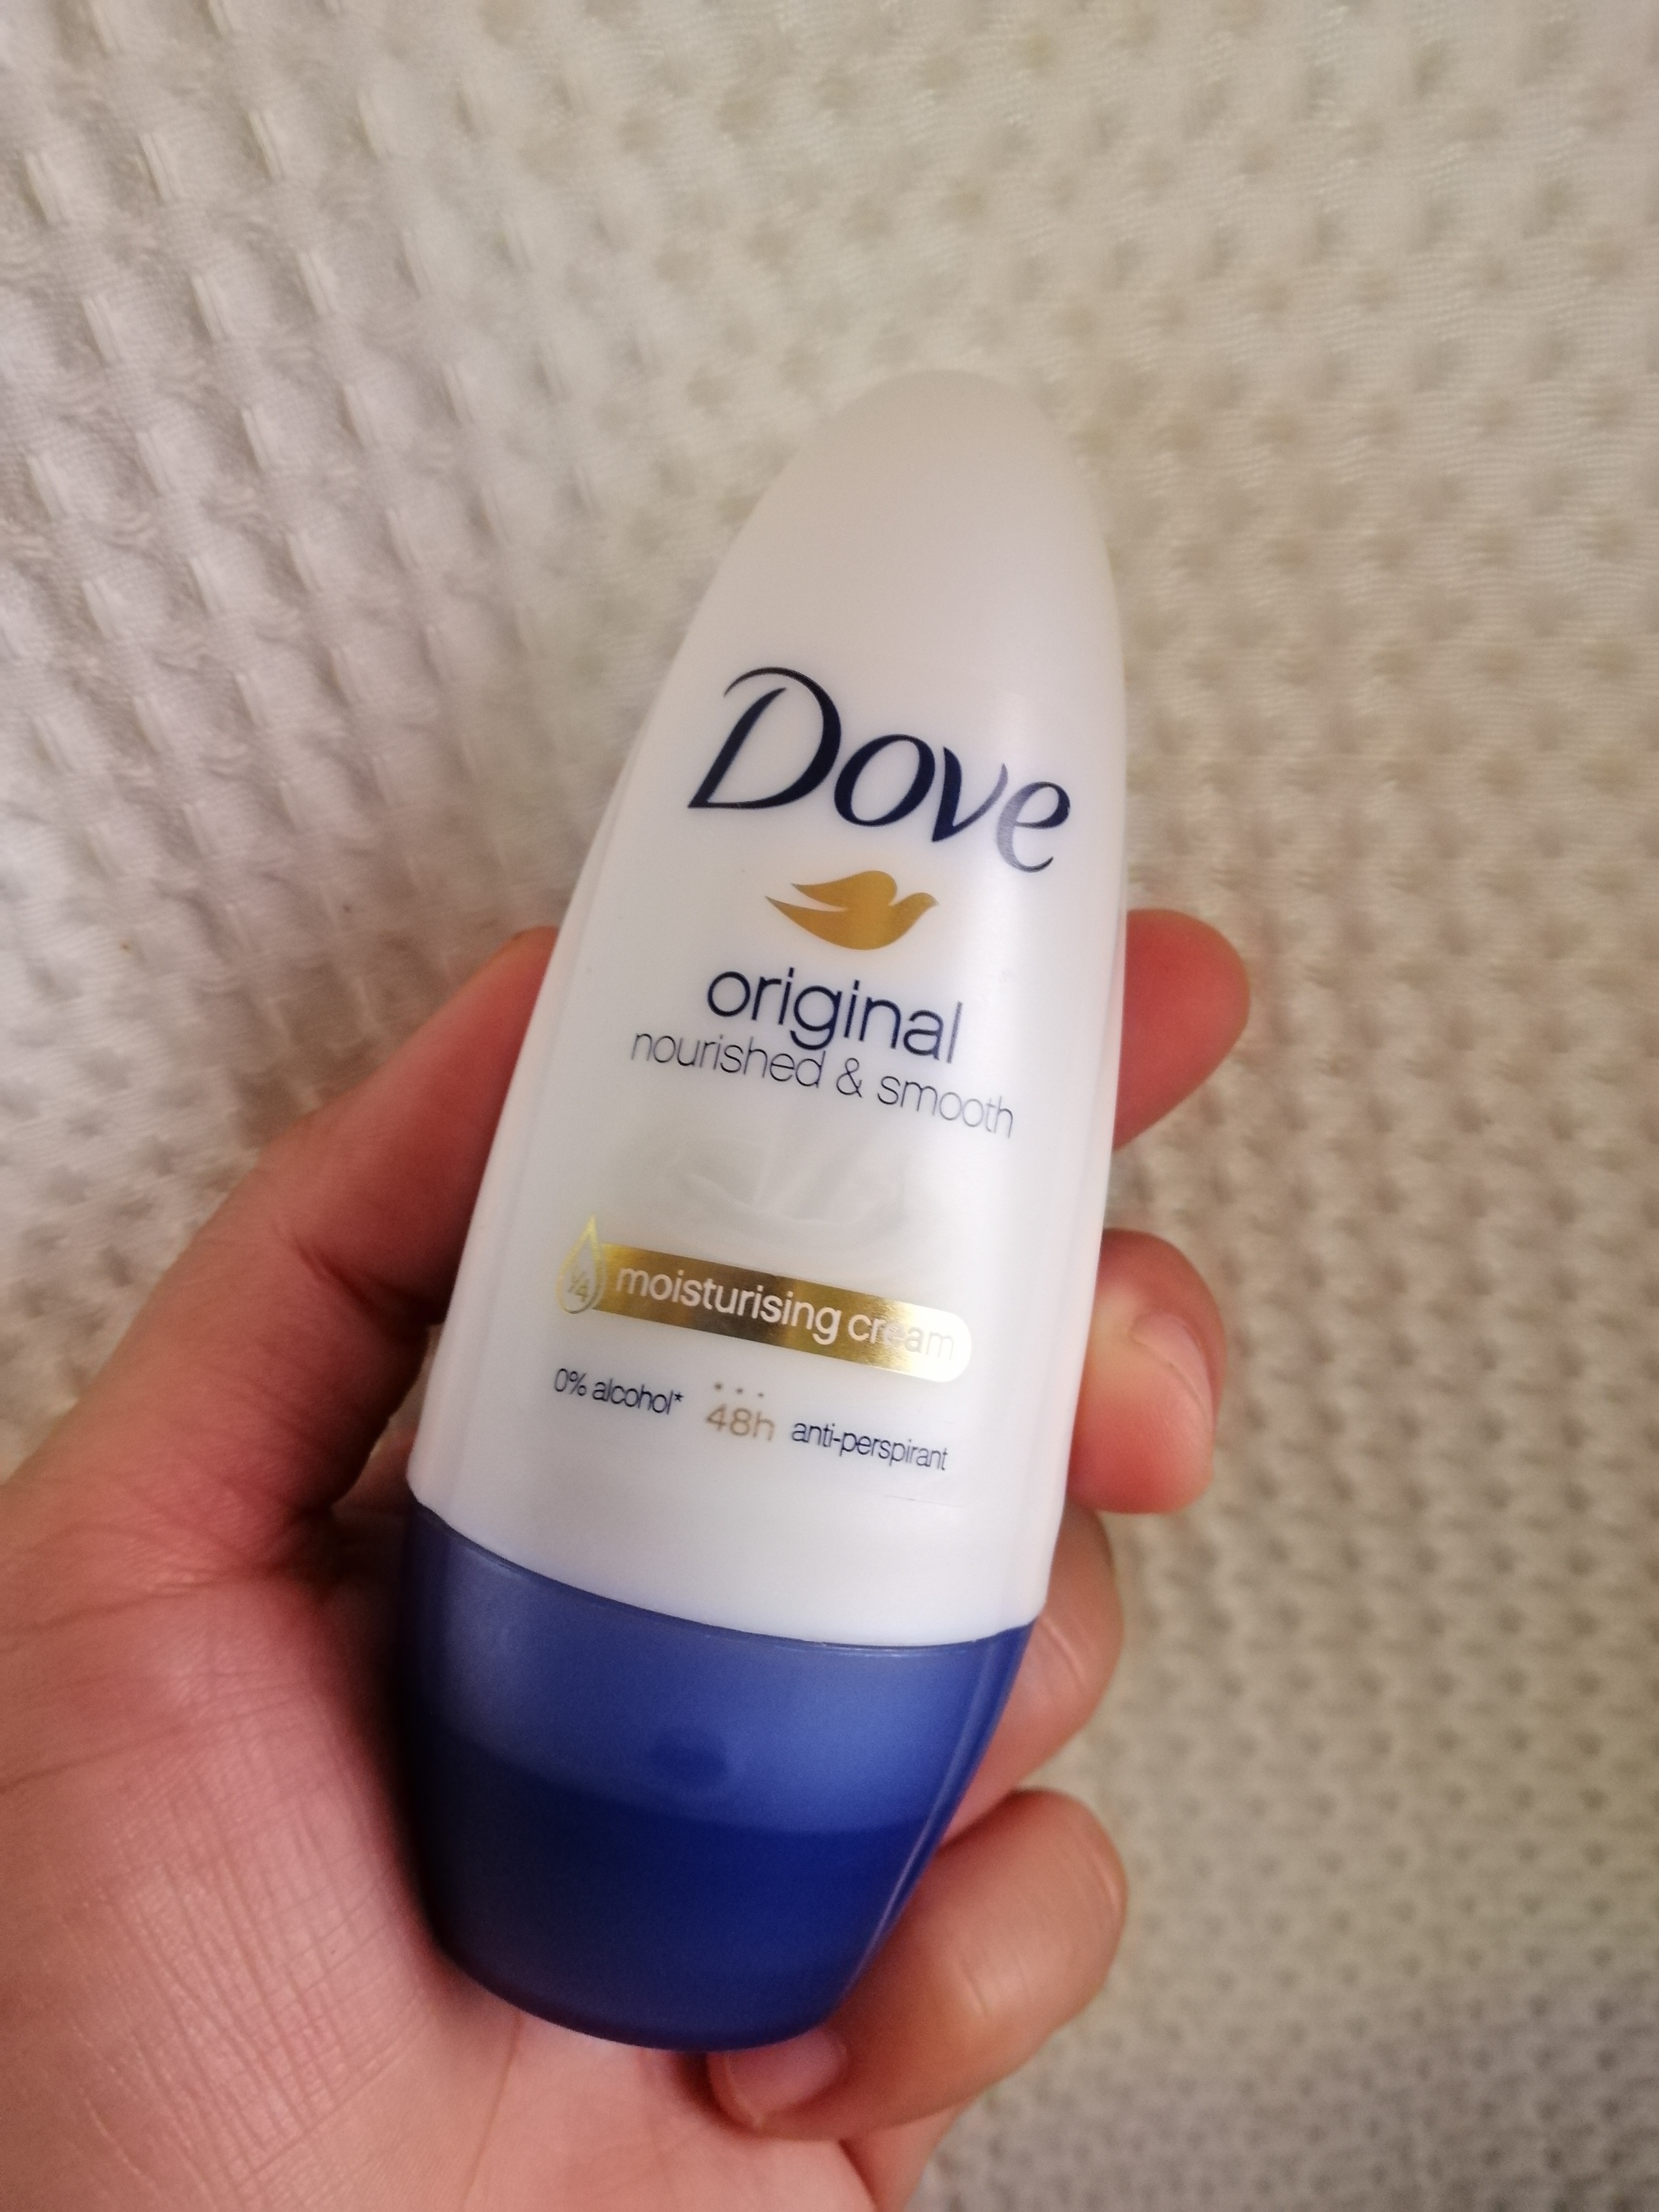 Dove
original
nourished & smooth
1/4 moisturising cream
0% alcohol* 48h anti-perspirant